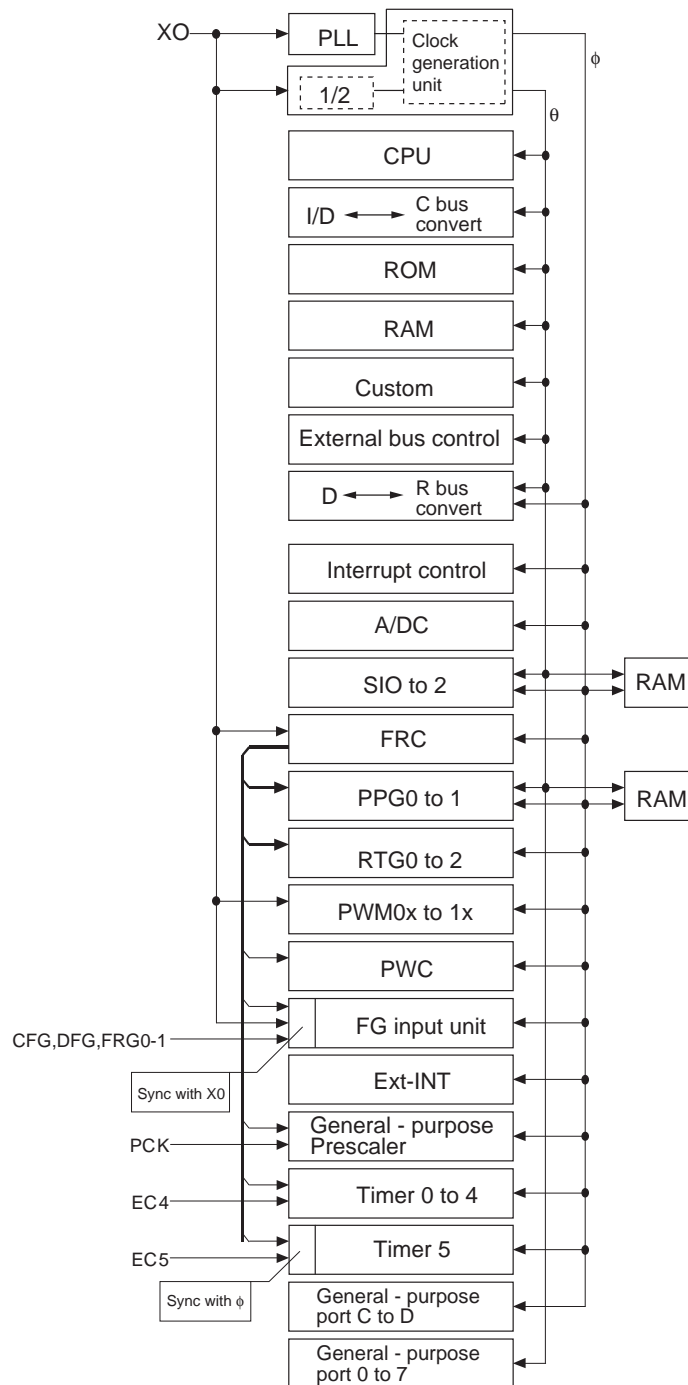 XO
PLL
Clock
generation
unit
ϕ
1/2
θ
CPU
I/D
C bus
convert
ROM
RAM
Custom
External bus control
D
R bus
convert
Interrupt control
A/DC
SIO to 2
RAM
FRC
PPG0 to 1
RAM
RTG0 to 2
PWM0x to 1x
PWC
FG input unit
CFG,DFG,FRG0-1
Sync with X0
Ext-INT
General - purpose
Prescaler
PCK
Timer 0 to 4
EC4
Timer 5
EC5
Sync with ϕ
General - purpose
port C to D
General - purpose
port 0 to 7